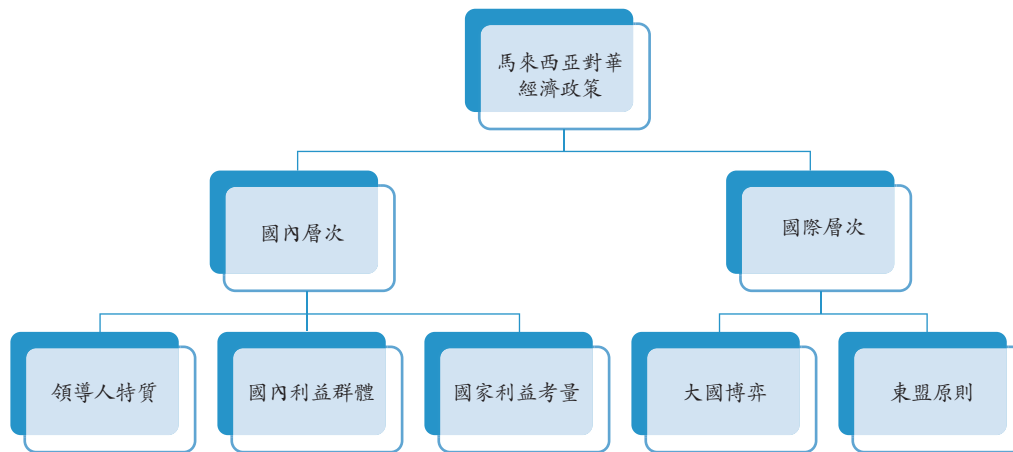 馬來西亞對華
經濟政策
國內層次
國際層次
領導人特質
國內利益群體
國家利益考量
大國博弈
東盟原則